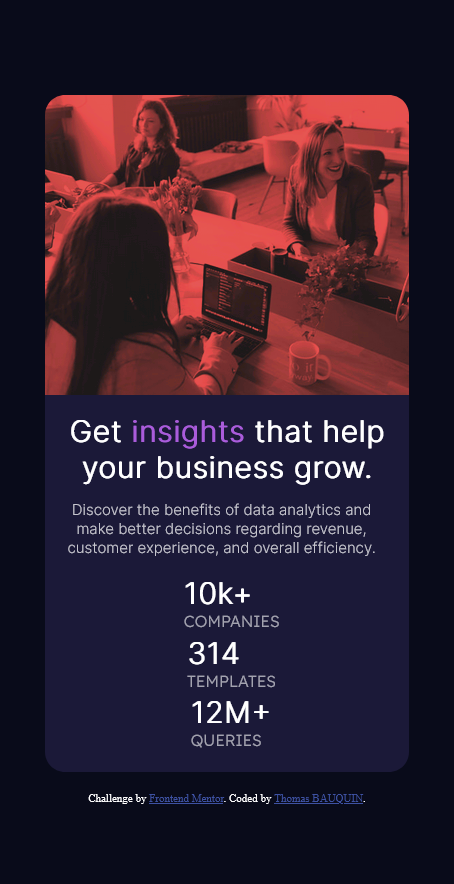 Get insights that help
your business grow.
Discover the benefits of data analytics and
make better decisions regarding revenue,
customer experience, and overall efficiency.
10k+
COMPANIES
314
TEMPLATES
12M+
QUERIES
Challenge by Frontend Mentor. Coded by Thomas BAUQUIN.